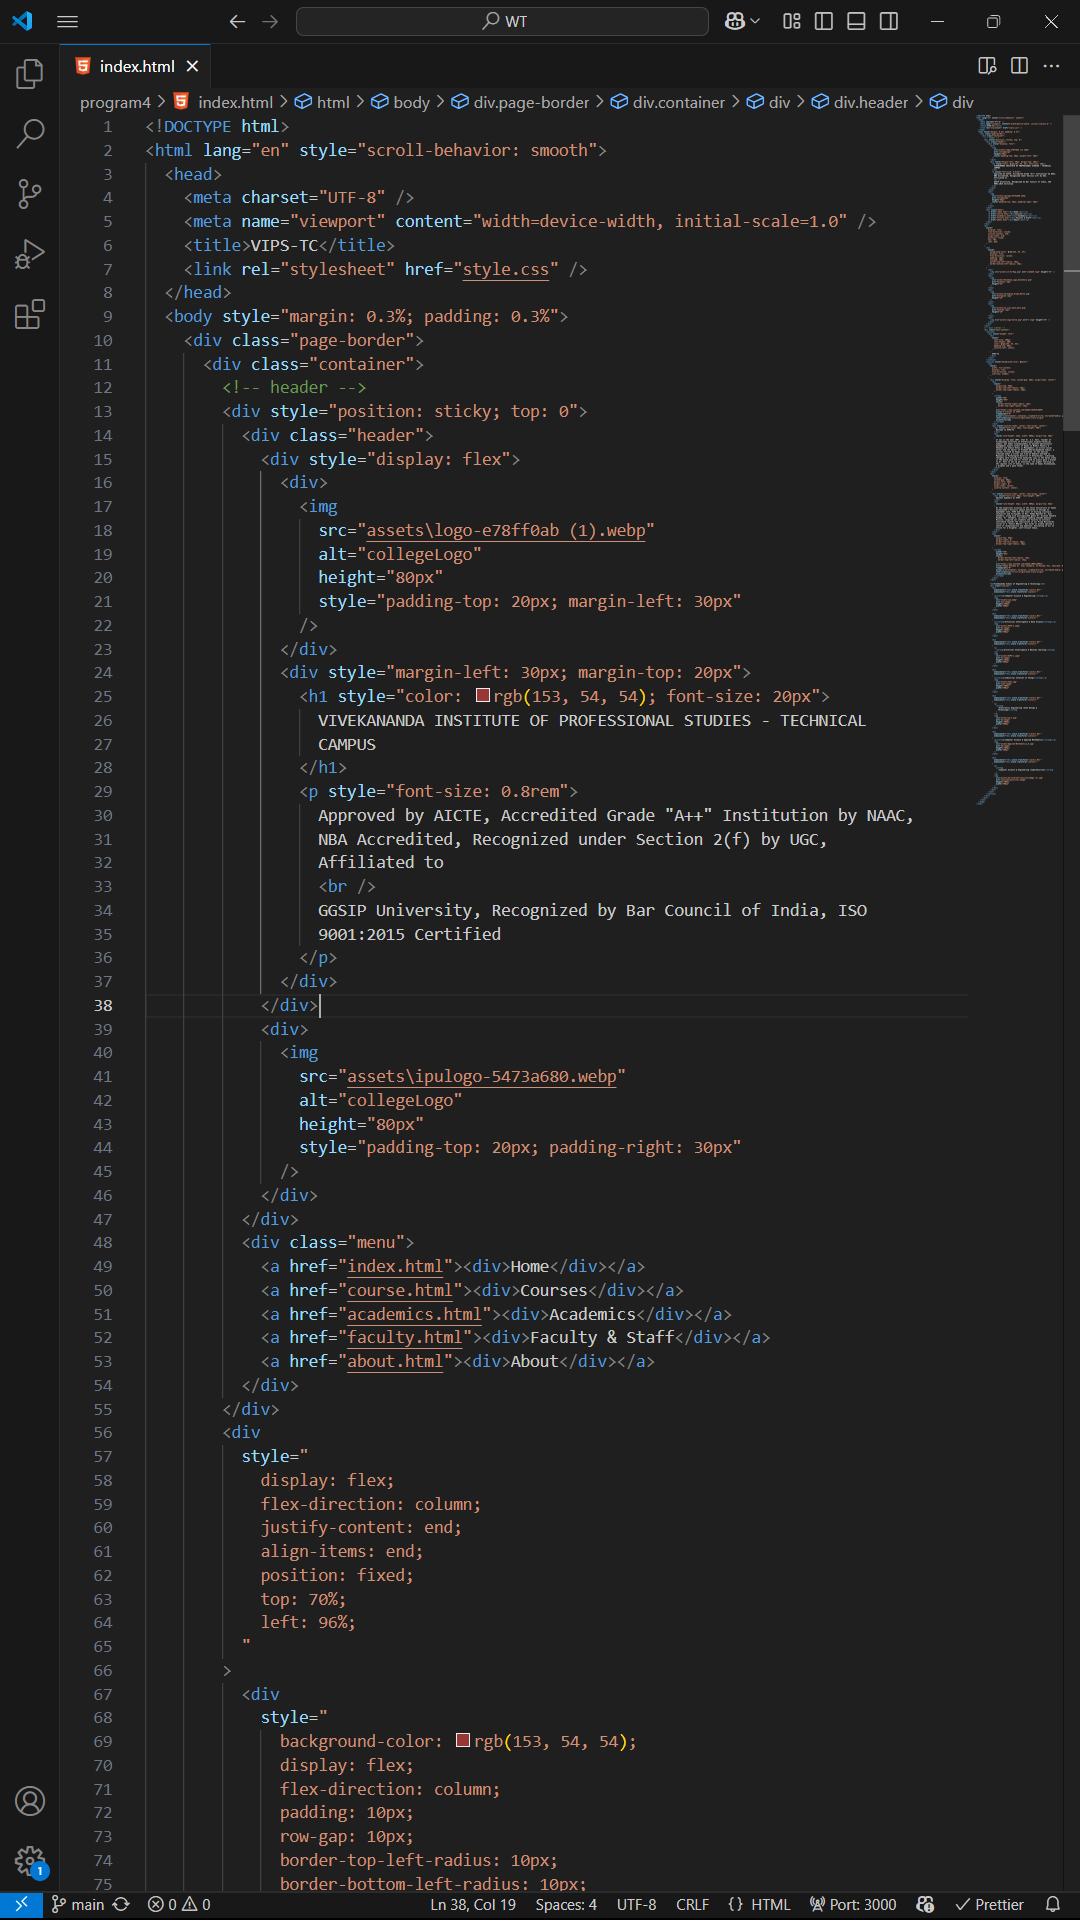 WT
index.html
program4 > index.html > html > body > div.page-border > div.container > div > div.header > div
1 <!DOCTYPE html>
2 <html lang="en" style="scroll-behavior: smooth">
3 <head>
4 <meta charset="UTF-8" />
5 <meta name="viewport" content="width=device-width, initial-scale=1.0" />
6 <title>VIPS-TC</title>
7 <link rel="stylesheet" href="style.css" />
8 </head>
9 <body style="margin: 0.3%; padding: 0.3%">
10 <div class="page-border">
11 <div class="container">
12 <!-- header -->
13 <div style="position: sticky; top: 0">
14 <div class="header">
15 <div style="display: flex">
16 <div>
17 <img
18 src="assets\logo-e78ff0ab (1).webp"
19 alt="collegeLogo"
20 height="80px"
21 style="padding-top: 20px; margin-left: 30px"
22 />
23 </div>
24 <div style="margin-left: 30px; margin-top: 20px">
25 <h1 style="color: rgb(153, 54, 54); font-size: 20px">
26 VIVEKANANDA INSTITUTE OF PROFESSIONAL STUDIES - TECHNICAL
27 CAMPUS
28 </h1>
29 <p style="font-size: 0.8rem">
30 Approved by AICTE, Accredited Grade "A++" Institution by NAAC,
31 NBA Accredited, Recognized under Section 2(f) by UGC,
32 Affiliated to
33 <br />
34 GGSIP University, Recognized by Bar Council of India, ISO
35 9001:2015 Certified
36 </p>
37 </div>
38 </div>
39 <div>
40 <img
41 src="assets\ipulogo-5473a680.webp"
42 alt="collegeLogo"
43 height="80px"
44 style="padding-top: 20px; padding-right: 30px"
45 />
46 </div>
47 </div>
48 <div class="menu">
49 <a href="index.html"><div>Home</div></a>
50 <a href="course.html"><div>Courses</div></a>
51 <a href="academics.html"><div>Academics</div></a>
52 <a href="faculty.html"><div>Faculty & Staff</div></a>
53 <a href="about.html"><div>About</div></a>
54 </div>
55 </div>
56 <div
57 style="
58 display: flex;
59 flex-direction: column;
60 justify-content: end;
61 align-items: end;
62 position: fixed;
63 top: 70%;
64 left: 96%;
65 "
66 >
67 <div
68 style="
69 background-color: rgb(153, 54, 54);
70 display: flex;
71 flex-direction: column;
72 padding: 10px;
73 row-gap: 10px;
74 border-top-left-radius: 10px;
75 border-bottom-left-radius: 10px;
1
main 0 0 Ln 38, Col 19 Spaces: 4 UTF-8 CRLF {} HTML Port: 3000 Prettier